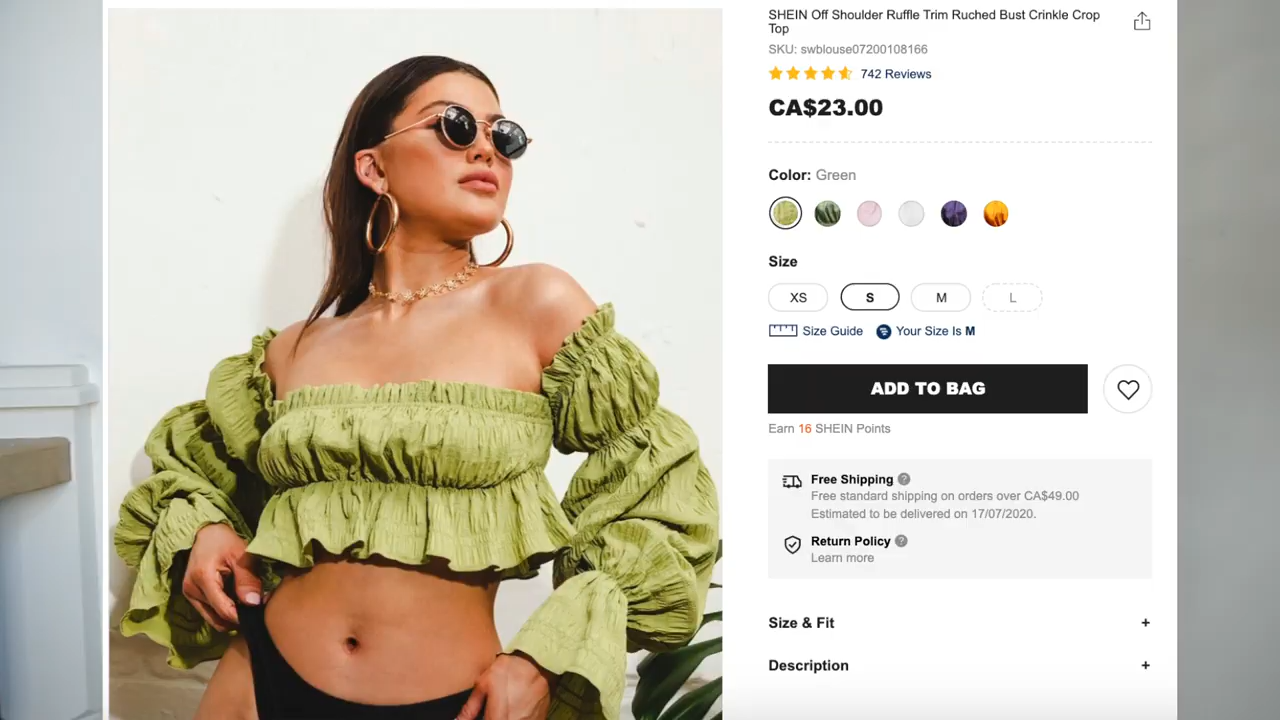 SHEIN Off Shoulder Ruffle Trim Ruched Bust Crinkle Crop
Top
SKU: swblouse07200108166
742 Reviews
CA$23.00
Color: Green
Size
XS S M L
Size Guide Your Size Is M
ADD TO BAG
Earn 16 SHEIN Points
Free Shipping ?
Free standard shipping on orders over CA$49.00
Estimated to be delivered on 17/07/2020.
Return Policy ?
Learn more
Size & Fit +
Description +